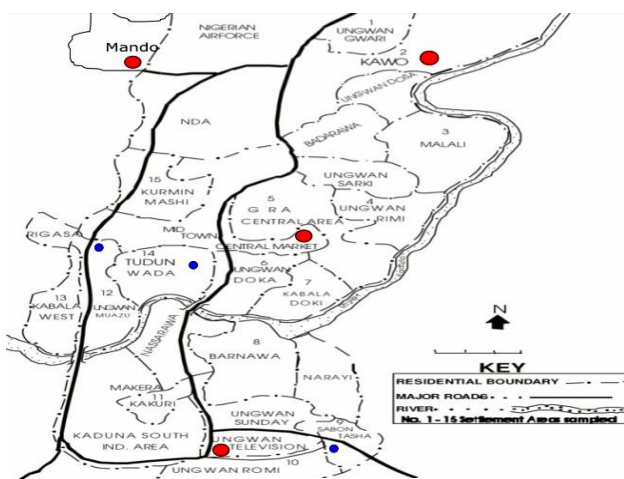 NIGERIAN
AIRFORCE
1
UNGWAN
GWARI
Mando
2
KAWO
UNGWAN DOSA
NDA
BADARAWA
3
MALALI
15
KURMIN
MASHI
UNGWAN
SARKI
5
G R A
CENTRAL AREA
4
UNGWAN
RIMI
RIGASA
MID
TOWN
CENTRAL MARKET
14
TUDUN
WADA
6
UNGWAN
DOKA
7
KABALA
DOKI
13
KABALA
WEST
12
UNGWAN
MUAZU
NASSARAWA
N
8
BARNAWA
NARAYI
MAKERA
11
KAKURI
UNGWAN
SUNDAY
9
SABON
TASHA
KADUNA SOUTH
IND. AREA
UNGWAN
TELEVISION
10
UNGWAN ROMI
KEY
RESIDENTIAL BOUNDARY
MAJOR ROADS
RIVER
No. 1 - 15 Settlement Areas sampled